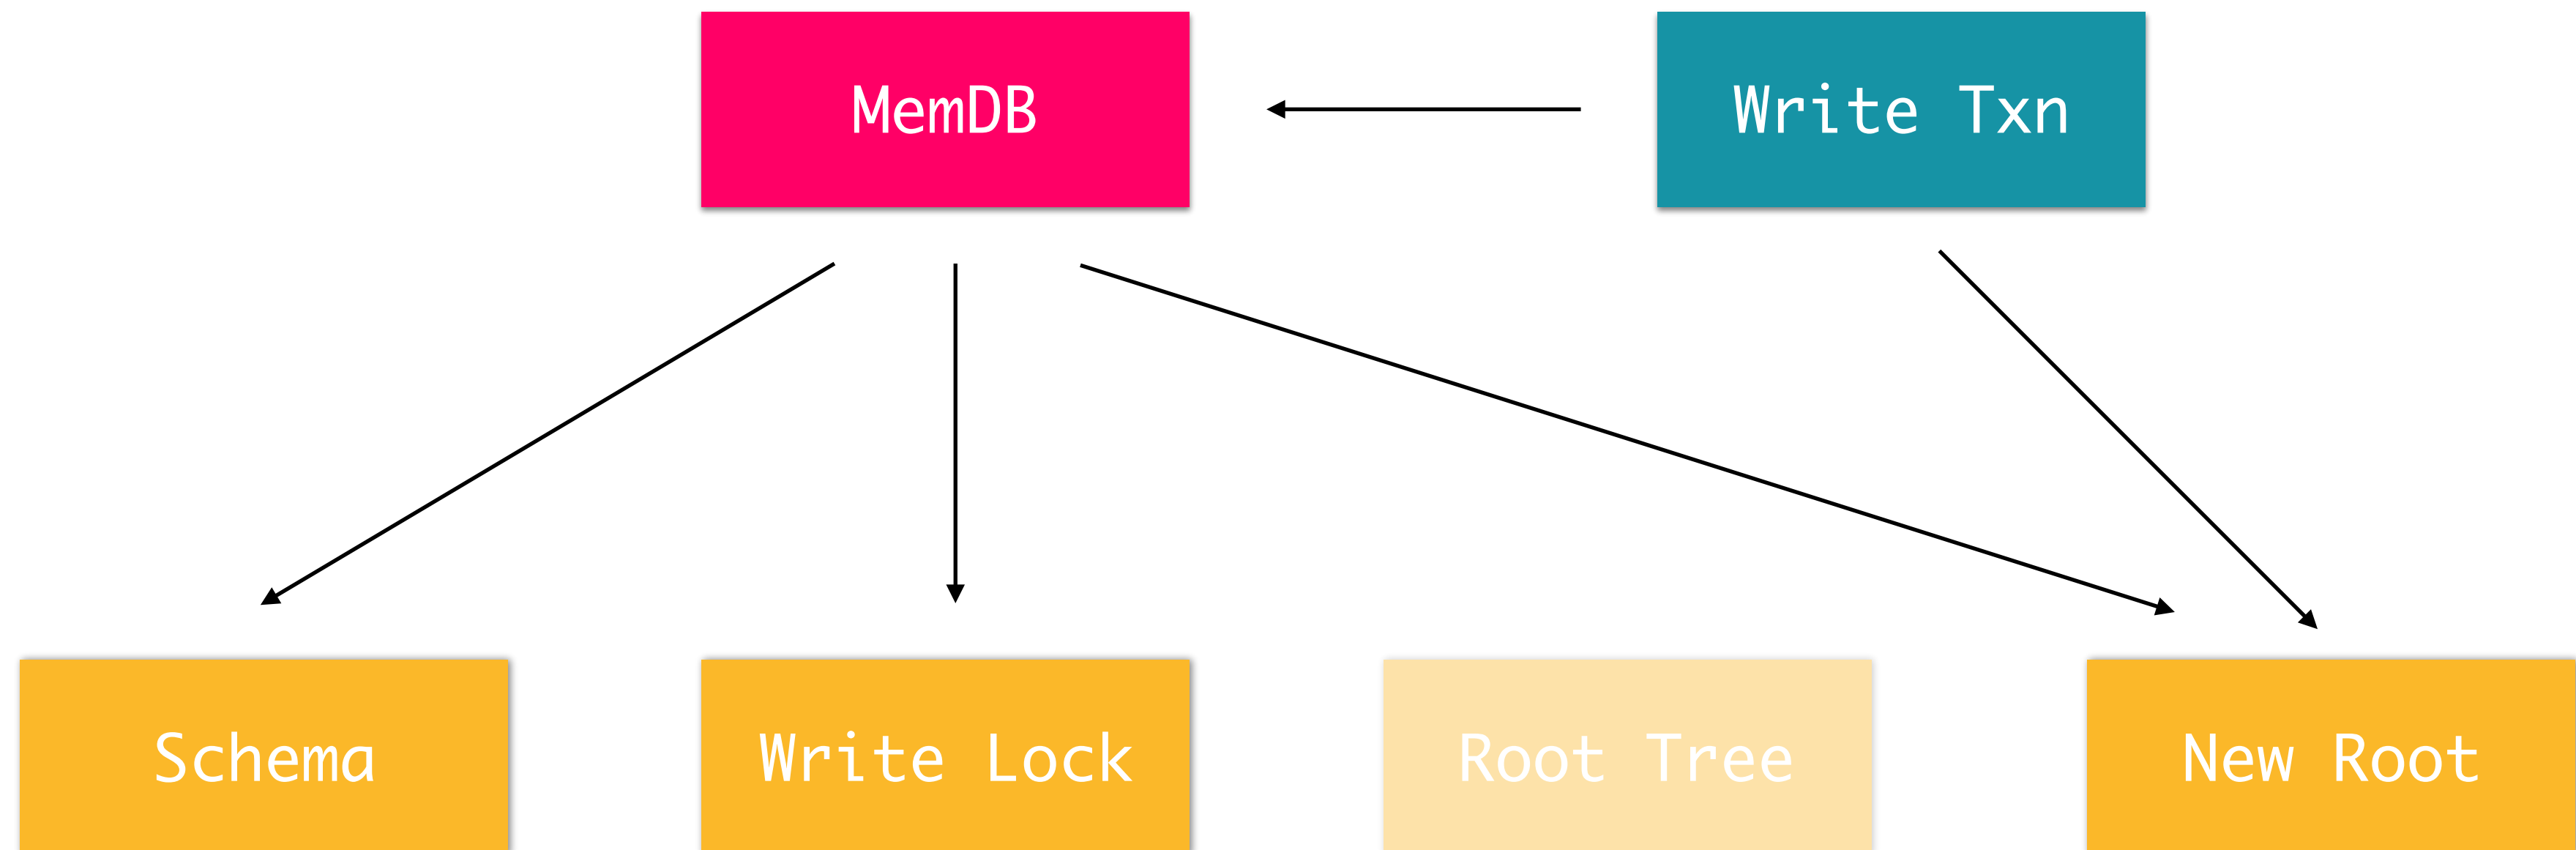 MemDB
Write Txn
Schema
Write Lock
Root Tree
New Root